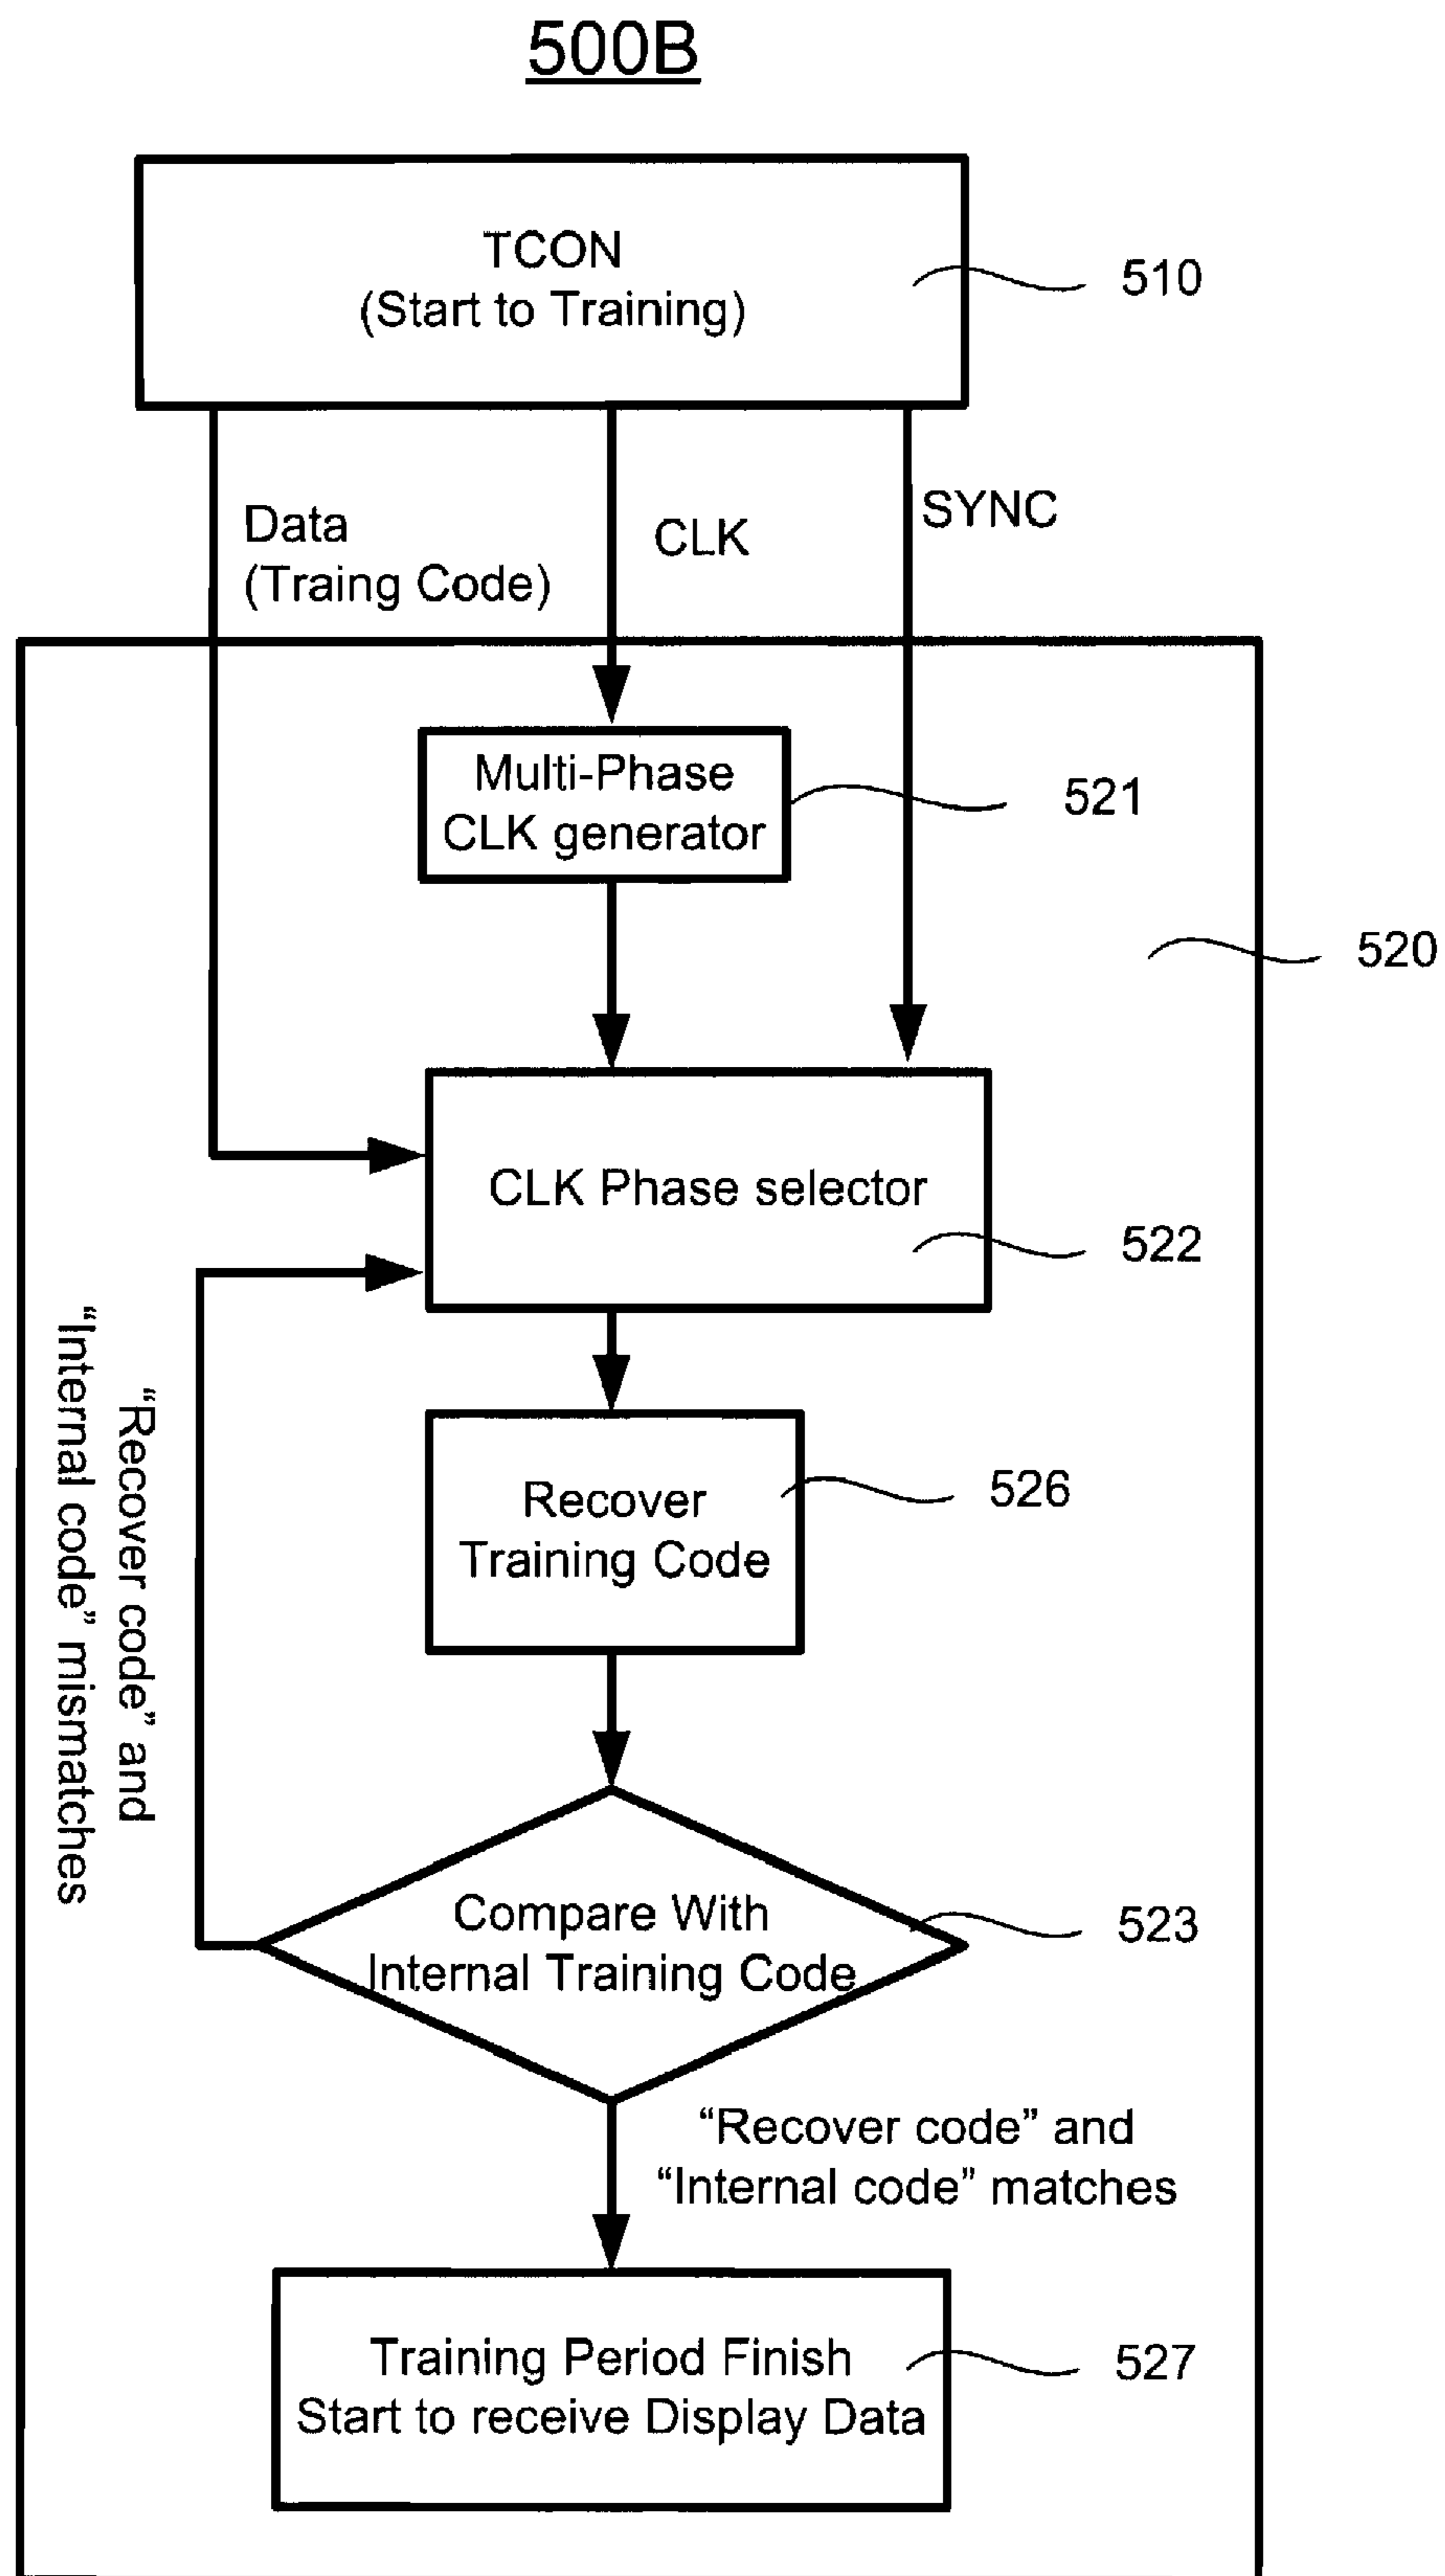 500B
TCON
(Start to Training)
510
Data
(Traing Code)
CLK
SYNC
Multi-Phase
CLK generator
521
520
CLK Phase selector
522
“Recover code” and
“Internal code” mismatches
Recover
Training Code
526
Compare With
Internal Training Code
523
“Recover code” and
“Internal code” matches
Training Period Finish
Start to receive Display Data
527